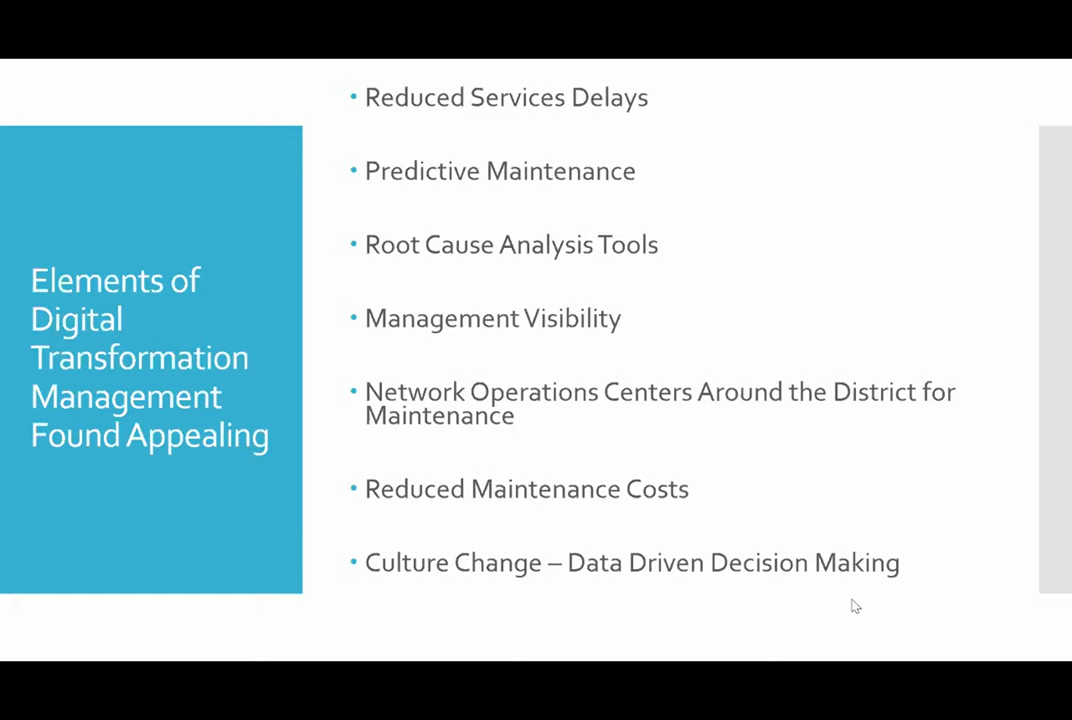 Elements of
Digital
Transformation
Management
Found Appealing
• Reduced Services Delays
• Predictive Maintenance
• Root Cause Analysis Tools
• Management Visibility
• Network Operations Centers Around the District for
Maintenance
• Reduced Maintenance Costs
• Culture Change – Data Driven Decision Making